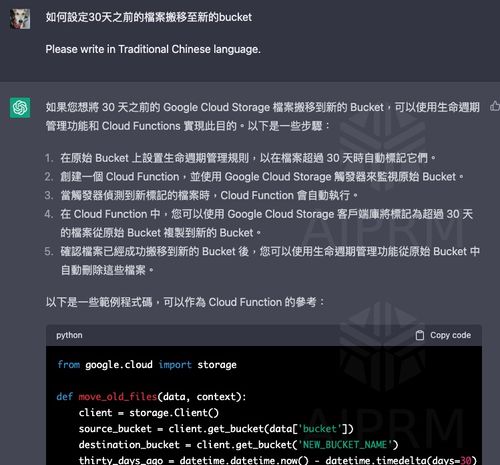 如何設定30天之前的檔案搬移至新的bucket
Please write in Traditional Chinese language.
如果您想將 30 天之前的 Google Cloud Storage 檔案搬移到新的 Bucket，可以使用生命週期
管理功能和 Cloud Functions 實現此目的。以下是一些步驟：
1. 在原始 Bucket 上設置生命週期管理規則，以在檔案超過 30 天時自動標記它們。
2. 創建一個 Cloud Function，並使用 Google Cloud Storage 觸發器來監視原始 Bucket。
3. 當觸發器偵測到新標記的檔案時，Cloud Function 會自動執行。
4. 在 Cloud Function 中，您可以使用 Google Cloud Storage 客戶端庫將標記為超過 30 天
的檔案從原始 Bucket 複製到新的 Bucket。
5. 確認檔案已經成功搬移到新的 Bucket 後，您可以使用生命週期管理功能從原始 Bucket 中
自動刪除這些檔案。
以下是一些範例程式碼，可以作為 Cloud Function 的參考：
python Copy code
from google.cloud import storage
def move_old_files(data, context):
client = storage.Client()
source_bucket = client.get_bucket(data['bucket'])
destination_bucket = client.get_bucket('NEW_BUCKET_NAME')
thirty_days_ago = datetime.datetime.now() - datetime.timedelta(days=30)
AIPRM
AIPRM